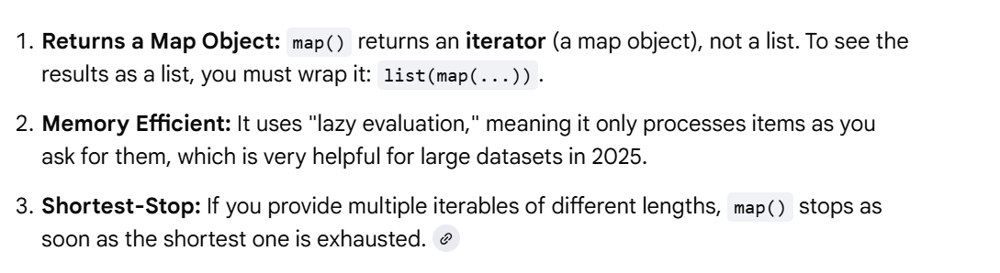 1. Returns a Map Object: map() returns an iterator (a map object), not a list. To see the
results as a list, you must wrap it: list(map(...)).
2. Memory Efficient: It uses "lazy evaluation," meaning it only processes items as you
ask for them, which is very helpful for large datasets in 2025.
3. Shortest-Stop: If you provide multiple iterables of different lengths, map() stops as
soon as the shortest one is exhausted.